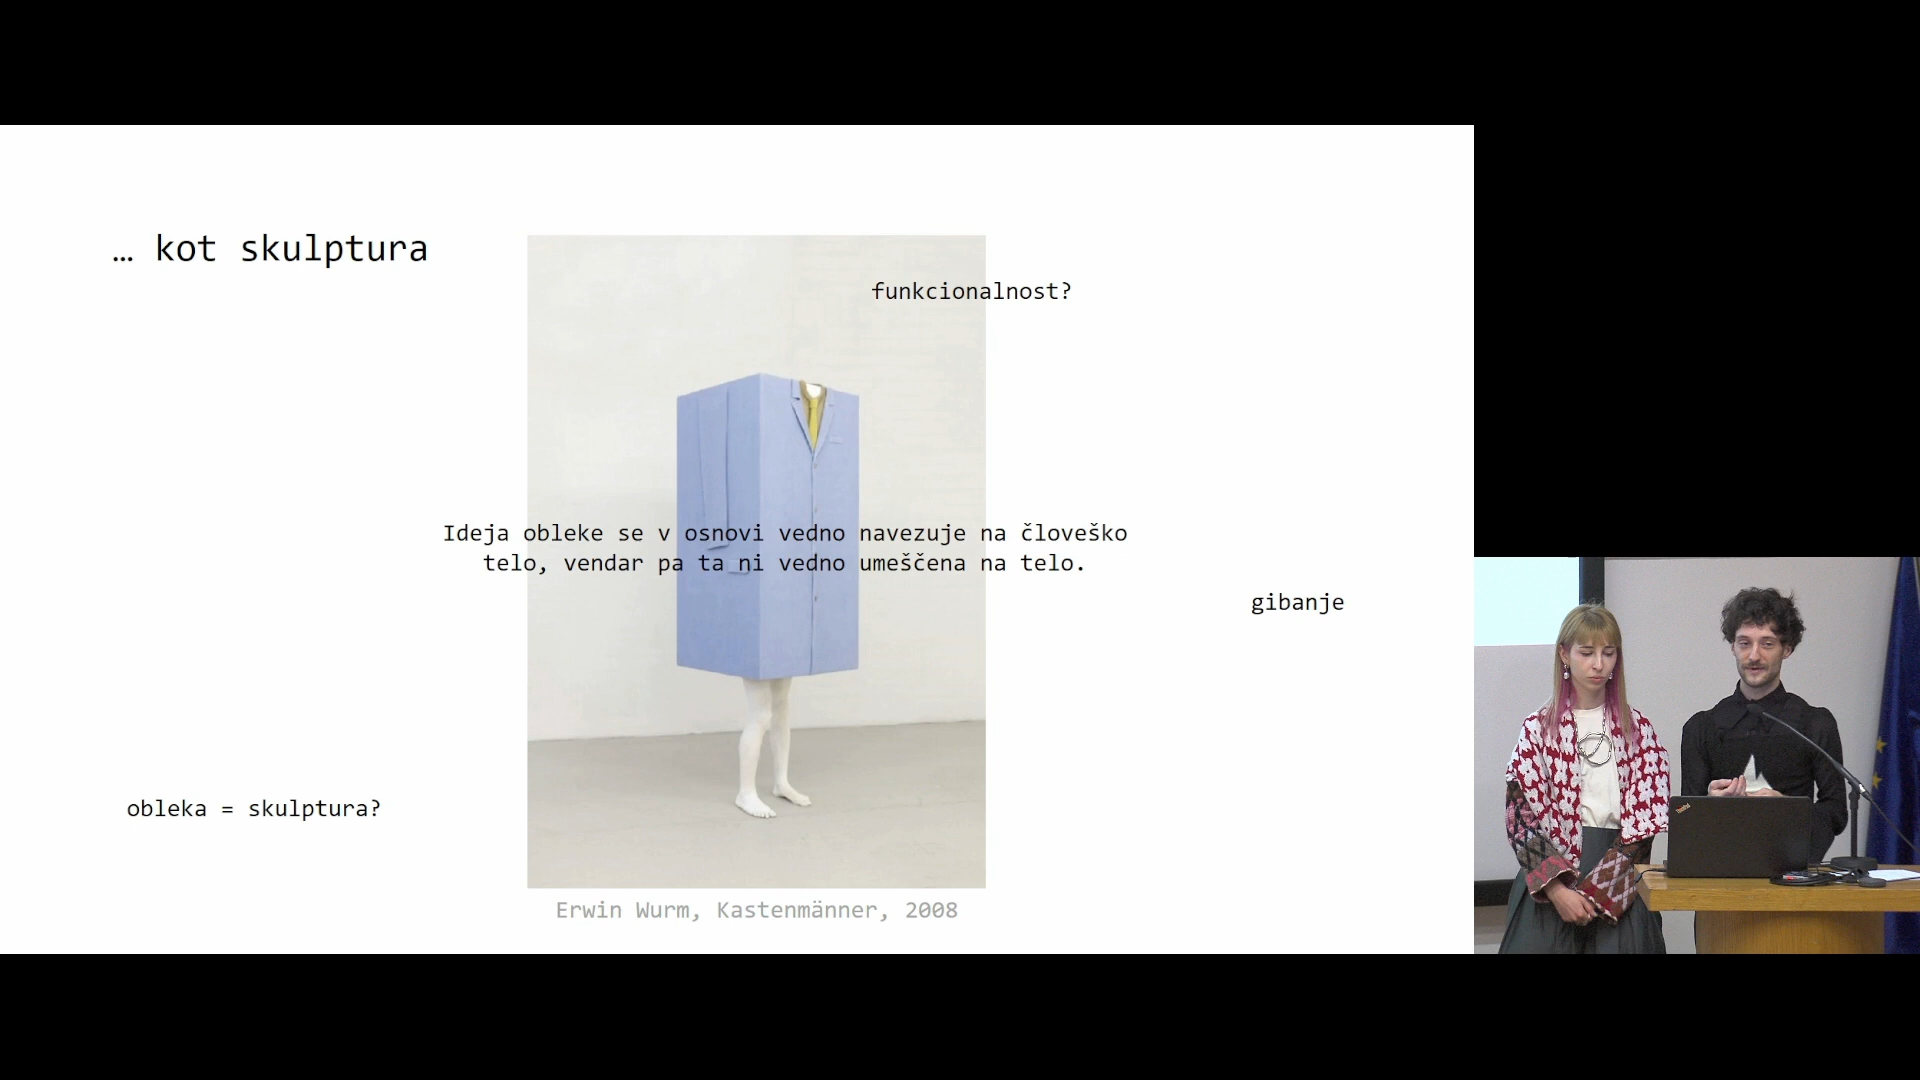 … kot skulptura
funkcionalnost?
Ideja obleke se v osnovi vedno navezuje na človeško
telo, vendar pa ta ni vedno umeščena na telo.
gibanje
obleka = skulptura?
Erwin Wurm, Kastenmänner, 2008